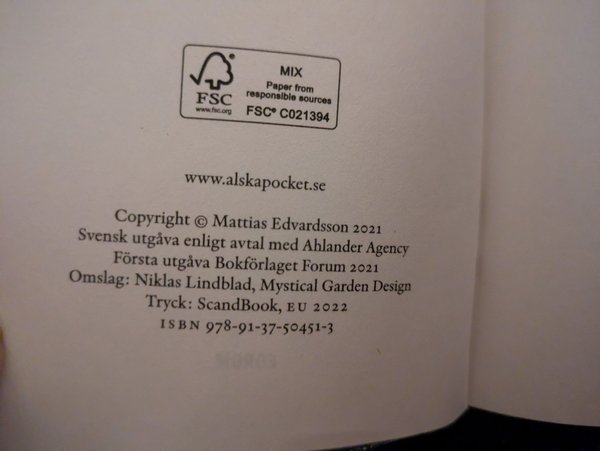 FSC
www.fsc.org
MIX
Paper from
responsible sources
FSC® C021394
www.alskapocket.se
Copyright © Mattias Edvardsson 2021
Svensk utgåva enligt avtal med Ahlander Agency
Första utgåva Bokförlaget Forum 2021
Omslag: Niklas Lindblad, Mystical Garden Design
Tryck: ScandBook, EU 2022
ISBN 978-91-37-50451-3